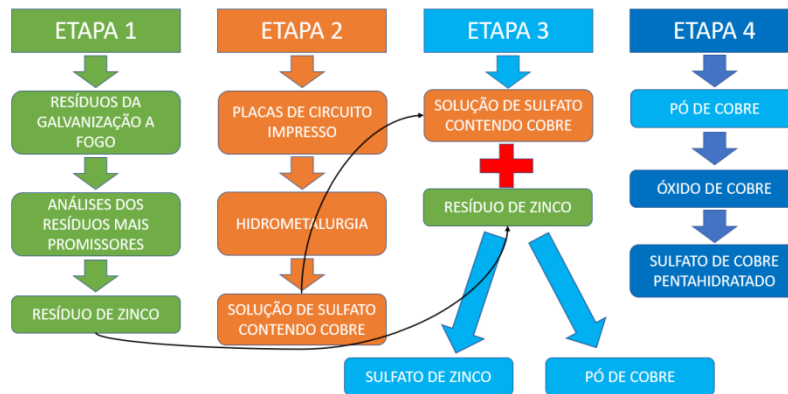 ETAPA 1
RESÍDUOS DA
GALVANIZAÇÃO A
FOGO
ANÁLISES DOS
RESÍDUOS MAIS
PROMISSORES
RESÍDUO DE ZINCO
ETAPA 2
PLACAS DE CIRCUITO
IMPRESSO
HIDROMETALURGIA
SOLUÇÃO DE SULFATO
CONTENDO COBRE
ETAPA 3
SOLUÇÃO DE SULFATO
CONTENDO COBRE
RESÍDUO DE ZINCO
SULFATO DE ZINCO
PÓ DE COBRE
ETAPA 4
PÓ DE COBRE
ÓXIDO DE COBRE
SULFATO DE COBRE
PENTAHIDRATADO